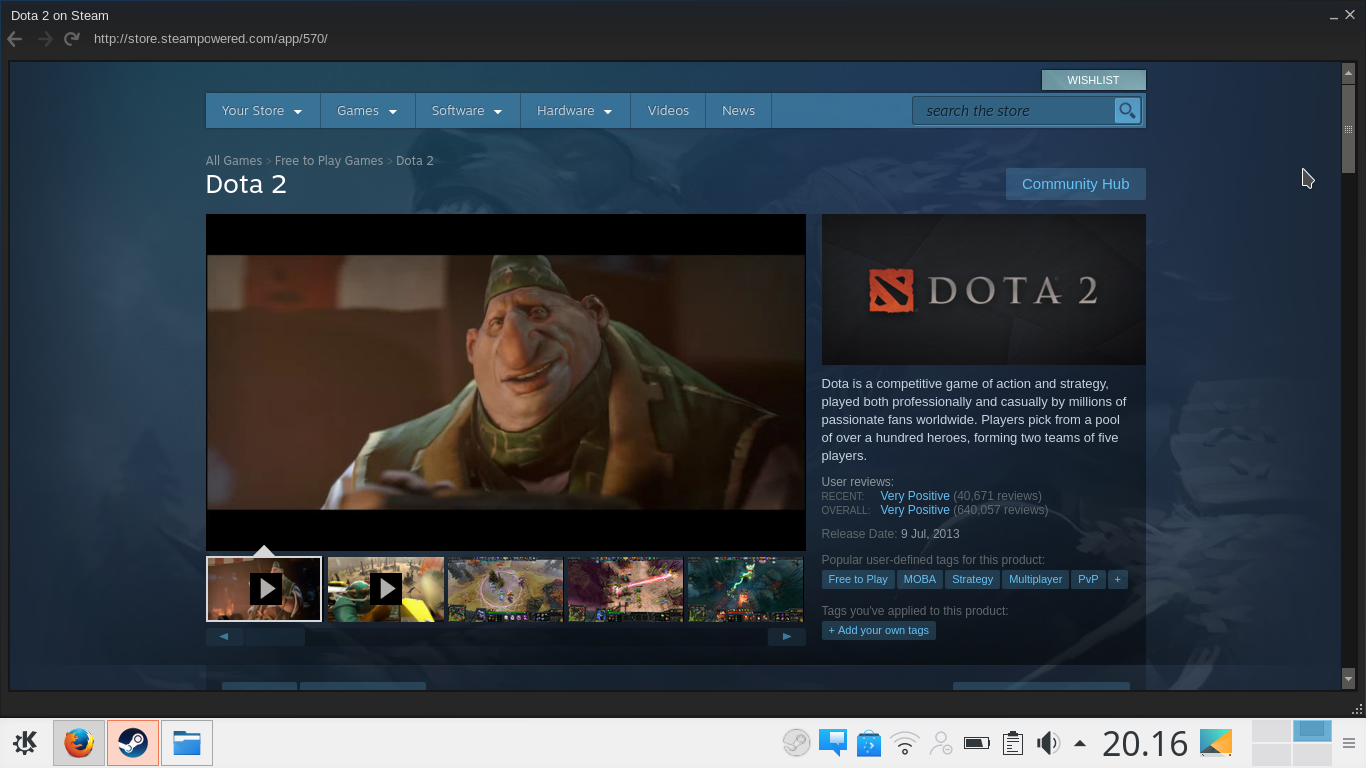 Dota 2 on Steam
http://store.steampowered.com/app/570/
WISHLIST
Your Store
Games
Software
Hardware
Videos
News
search the store
All Games > Free to Play Games > Dota 2
Dota 2
Community Hub
DOTA 2
Dota is a competitive game of action and strategy,
played both professionally and casually by millions of
passionate fans worldwide. Players pick from a pool
of over a hundred heroes, forming two teams of five
players.
User reviews:
RECENT: Very Positive (40,671 reviews)
OVERALL: Very Positive (640,057 reviews)
Release Date: 9 Jul, 2013
Popular user-defined tags for this product:
Free to Play MOBA Strategy Multiplayer PvP +
Tags you've applied to this product:
+ Add your own tags
20.16